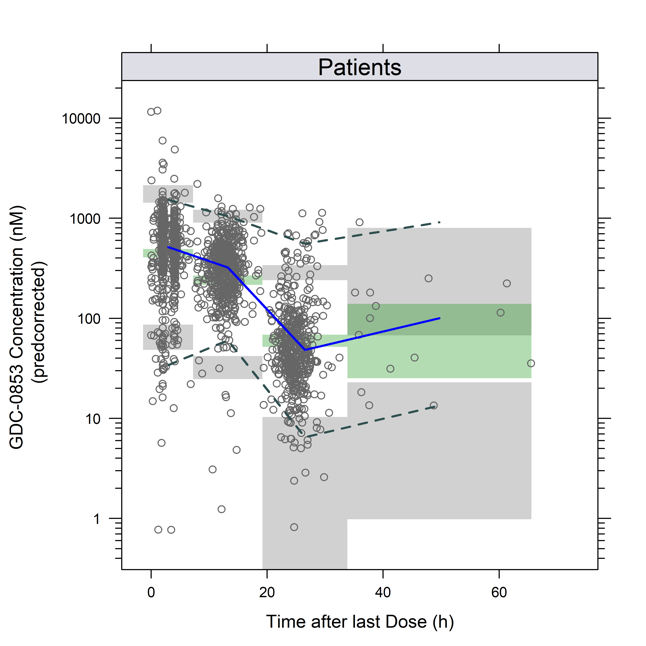 Patients
GDC-0853 Concentration (nM)
(predcorrected)
10000
1000
100
10
1
0 20 40 60
Time after last Dose (h)